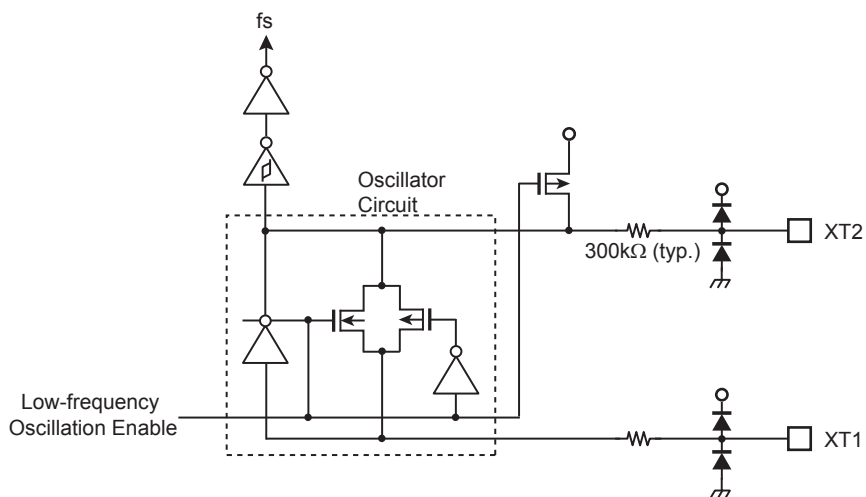 fs
Oscillator
Circuit
XT2
300kΩ (typ.)
Low-frequency
Oscillation Enable
XT1